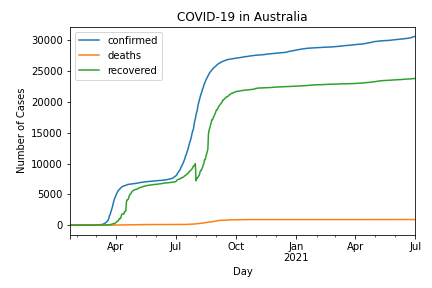 COVID-19 in Australia
confirmed
deaths
recovered
Number of Cases
30000
25000
20000
15000
10000
5000
0
Apr
Jul
Oct
Jan
2021
Apr
Jul
Day